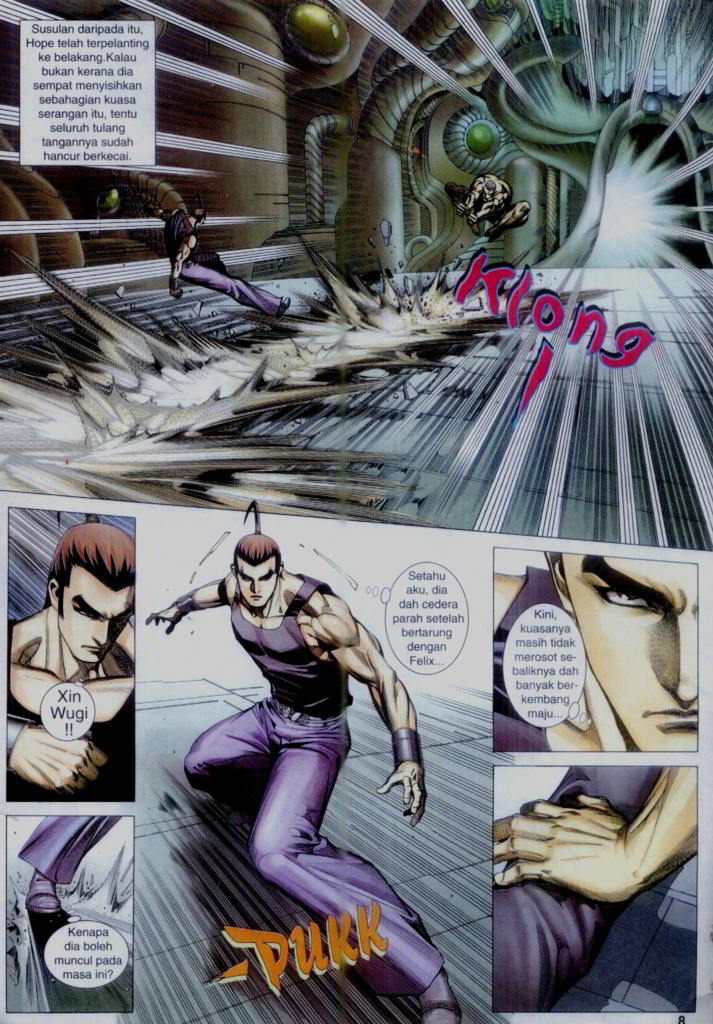 Susulan daripada itu,
Hope telah terpelanting
ke belakang.Kalau
bukan kerana dia
sempat menyisihkan
sebahagian kuasa
serangan itu, tentu
seluruh tulang
tangannya sudah
hancur berkecai.
Klong
!
Xin
Wugi
!!
Setahu
aku, dia
dah cedera
parah setelah
bertarung
dengan
Felix...
Kini,
kuasanya
masih tidak
merosot se-
baliknya dah
banyak ber-
kembang
maju...
Kenapa
dia boleh
muncul pada
masa ini?
PUKK
8